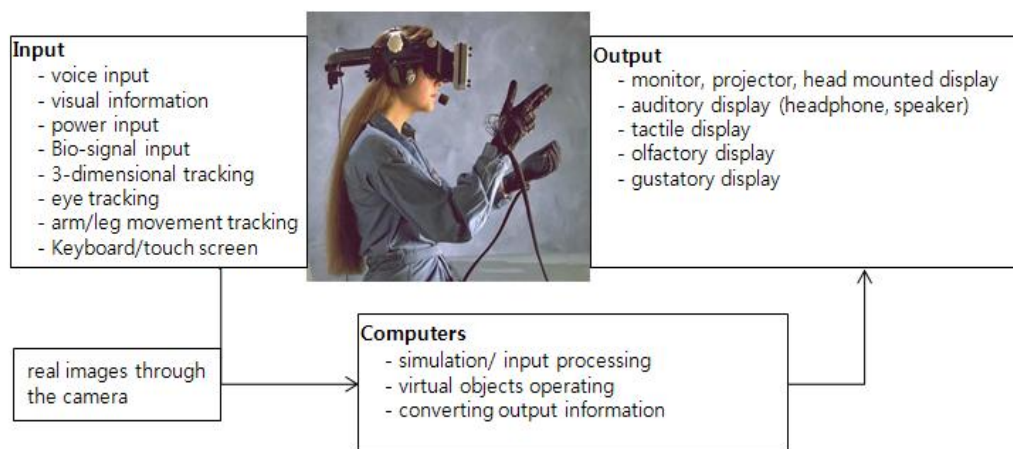 Input
- voice input
- visual information
- power input
- Bio-signal input
- 3-dimensional tracking
- eye tracking
- arm/leg movement tracking
- Keyboard/touch screen
Output
- monitor, projector, head mounted display
- auditory display (headphone, speaker)
- tactile display
- olfactory display
- gustatory display
real images through
the camera
Computers
- simulation/ input processing
- virtual objects operating
- converting output information